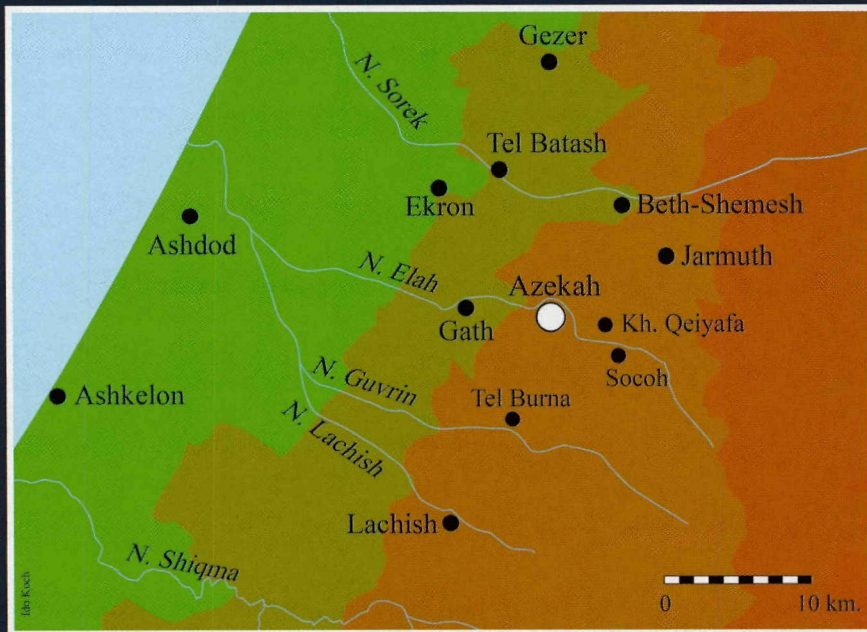 Gezer
N. Sorek
Tel Batash
Ekron
Beth-Shemesh
Ashdod
Jarmuth
N. Elah
Azekah
Gath
Kh. Qeiyafa
Socoh
N. Guvrin
Tel Burna
Ashkelon
N. Lachish
Lachish
N. Shiqma
Ido Koch
0 10 km.